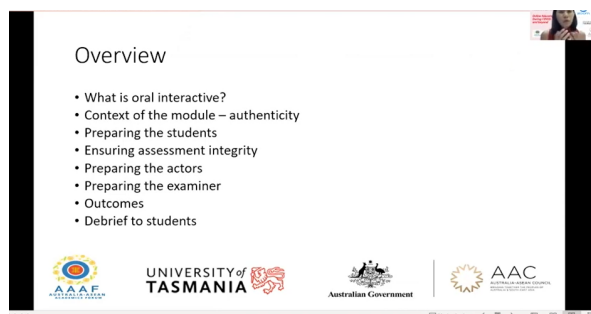 Overview
• What is oral interactive?
• Context of the module – authenticity
• Preparing the students
• Ensuring assessment integrity
• Preparing the actors
• Preparing the examiner
• Outcomes
• Debrief to students
AAAF
AUSTRALIA-ASEAN
ACADEMICS FORUM
UNIVERSITY of
TASMANIA
Australian Government
AAC
AUSTRALIA-ASEAN COUNCIL